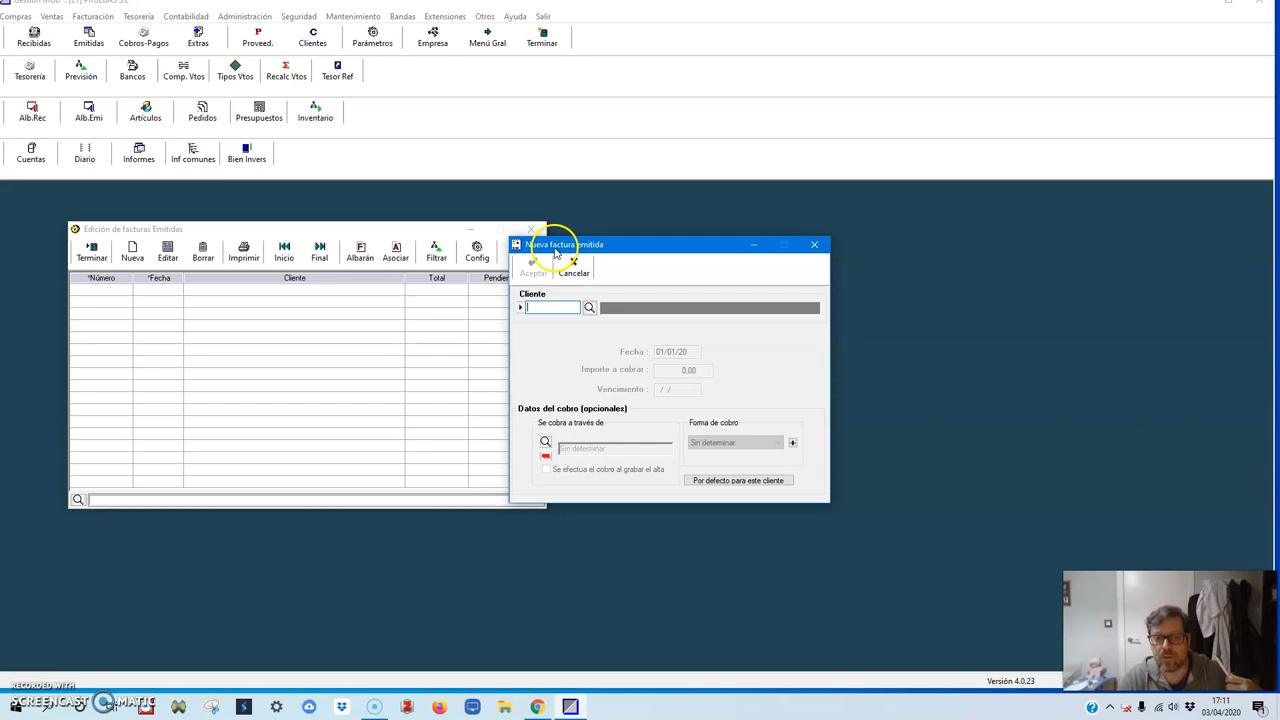 Gestión MGD - [ZT] PRUEBAS S.L
Compras Ventas Facturación Tesorería Contabilidad Administración Seguridad Mantenimiento Bandas Extensiones Otros Ayuda Salir
Recibidas Emitidas Cobros-Pagos Extras Proveed. Clientes Parámetros Empresa Menú Gral Terminar
Tesorería Previsión Bancos Comp. Vtos Tipos Vtos Recalc Vtos Tesor Ref
Alb.Rec Alb.Emi Artículos Pedidos Presupuestos Inventario
Cuentas Diario Informes Inf comunes Bien Invers
Edición de facturas Emitidas
Terminar Nueva Editar Borrar Imprimir Inicio Final Albarán Asociar Filtrar Config
*Número *Fecha Cliente Total Pendien
Nueva factura emitida
Aceptar Cancelar
Cliente
Fecha : 01/01/20
Importe a cobrar : 0,00
Vencimiento : / /
Datos del cobro (opcionales)
Se cobra a través de
Sin determinar
Se efectua el cobro al grabar el alta
Forma de cobro
Sin determinar
Por defecto para este cliente
Versión 4.0.23
RECORDED WITH
SCREENCAST MATIC
17:11
03/04/2020